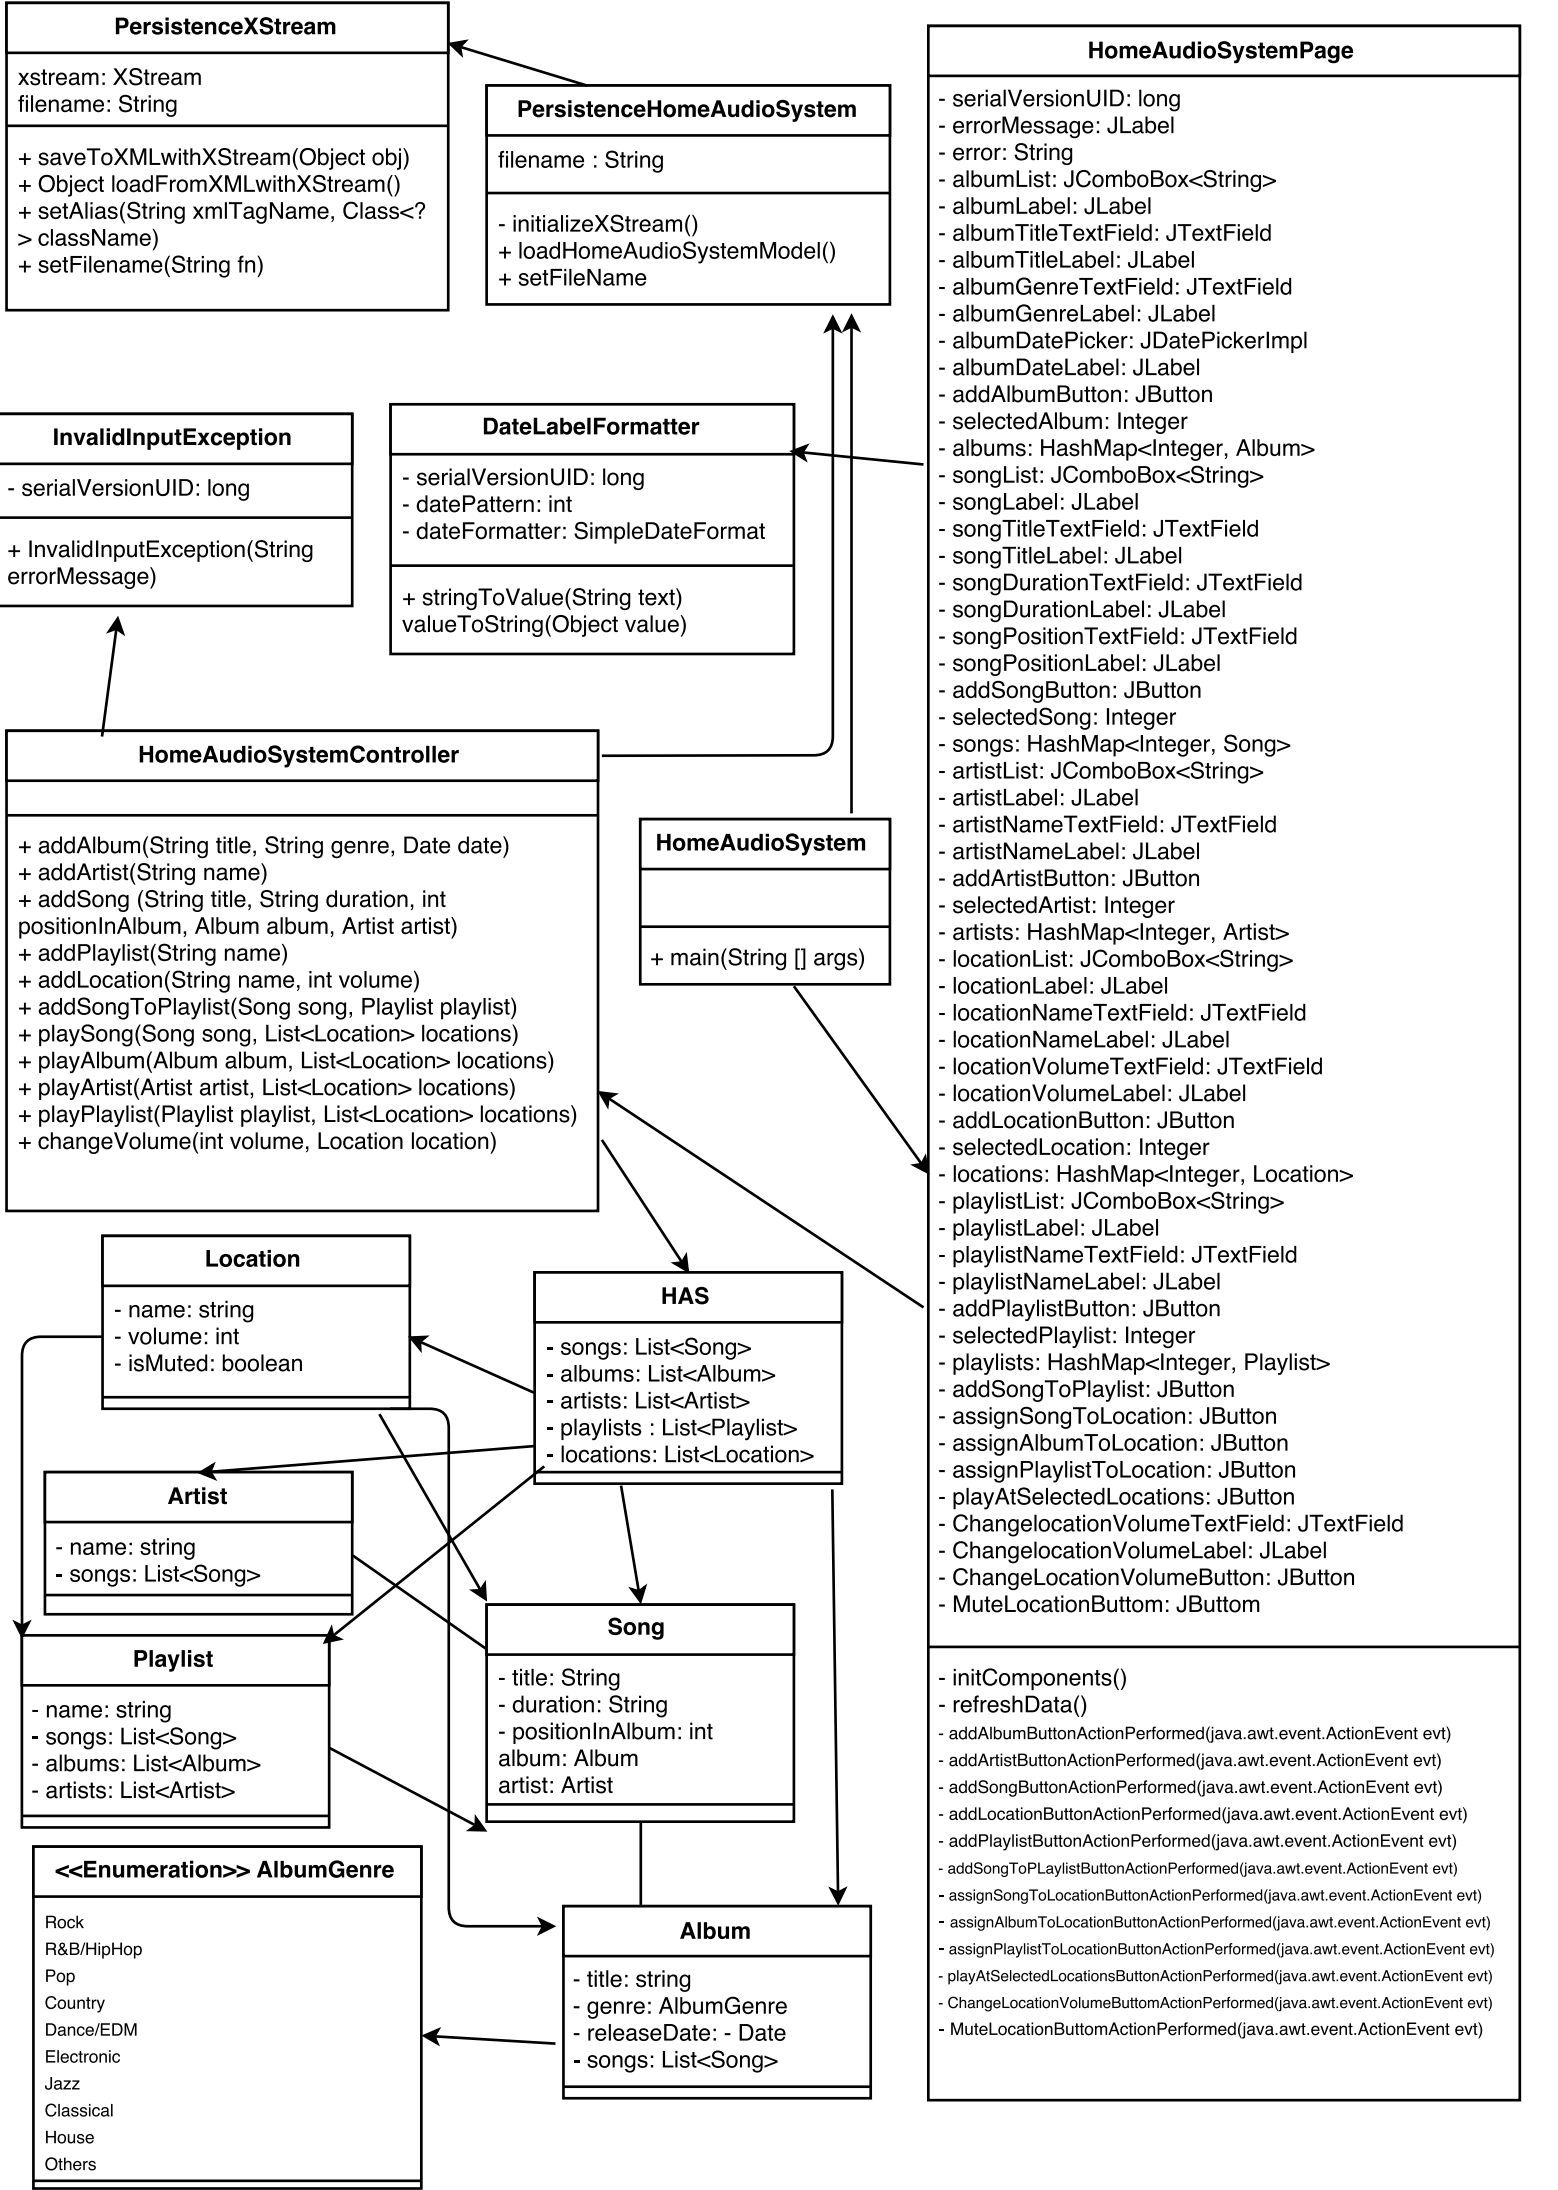 PersistenceXStream
xstream: XStream
filename: String
+ saveToXMLwithXStream(Object obj)
+ Object loadFromXMLwithXStream()
+ setAlias(String xmlTagName, Class<?
> className)
+ setFilename(String fn)
PersistenceHomeAudioSystem
filename : String
- initializeXStream()
+ loadHomeAudioSystemModel()
+ setFileName
InvalidInputException
- serialVersionUID: long
+ InvalidInputException(String
errorMessage)
DateLabelFormatter
- serialVersionUID: long
- datePattern: int
- dateFormatter: SimpleDateFormat
+ stringToValue(String text)
valueToString(Object value)
HomeAudioSystemController
+ addAlbum(String title, String genre, Date date)
+ addArtist(String name)
+ addSong (String title, String duration, int
positionInAlbum, Album album, Artist artist)
+ addPlaylist(String name)
+ addLocation(String name, int volume)
+ addSongToPlaylist(Song song, Playlist playlist)
+ playSong(Song song, List<Location> locations)
+ playAlbum(Album album, List<Location> locations)
+ playArtist(Artist artist, List<Location> locations)
+ playPlaylist(Playlist playlist, List<Location> locations)
+ changeVolume(int volume, Location location)
HomeAudioSystem
+ main(String [] args)
Location
- name: string
- volume: int
- isMuted: boolean
HAS
- songs: List<Song>
- albums: List<Album>
- artists: List<Artist>
- playlists : List<Playlist>
- locations: List<Location>
Artist
- name: string
- songs: List<Song>
Playlist
- name: string
- songs: List<Song>
- albums: List<Album>
- artists: List<Artist>
Song
- title: String
- duration: String
- positionInAlbum: int
album: Album
artist: Artist
<<Enumeration>> AlbumGenre
Rock
R&B/HipHop
Pop
Country
Dance/EDM
Electronic
Jazz
Classical
House
Others
Album
- title: string
- genre: AlbumGenre
- releaseDate: - Date
- songs: List<Song>
HomeAudioSystemPage
- serialVersionUID: long
- errorMessage: JLabel
- error: String
- albumList: JComboBox<String>
- albumLabel: JLabel
- albumTitleTextField: JTextField
- albumTitleLabel: JLabel
- albumGenreTextField: JTextField
- albumGenreLabel: JLabel
- albumDatePicker: JDatePickerImpl
- albumDateLabel: JLabel
- addAlbumButton: JButton
- selectedAlbum: Integer
- albums: HashMap<Integer, Album>
- songList: JComboBox<String>
- songLabel: JLabel
- songTitleTextField: JTextField
- songTitleLabel: JLabel
- songDurationTextField: JTextField
- songDurationLabel: JLabel
- songPositionTextField: JTextField
- songPositionLabel: JLabel
- addSongButton: JButton
- selectedSong: Integer
- songs: HashMap<Integer, Song>
- artistList: JComboBox<String>
- artistLabel: JLabel
- artistNameTextField: JTextField
- artistNameLabel: JLabel
- addArtistButton: JButton
- selectedArtist: Integer
- artists: HashMap<Integer, Artist>
- locationList: JComboBox<String>
- locationLabel: JLabel
- locationNameTextField: JTextField
- locationNameLabel: JLabel
- locationVolumeTextField: JTextField
- locationVolumeLabel: JLabel
- addLocationButton: JButton
- selectedLocation: Integer
- locations: HashMap<Integer, Location>
- playlistList: JComboBox<String>
- playlistLabel: JLabel
- playlistNameTextField: JTextField
- playlistNameLabel: JLabel
- addPlaylistButton: JButton
- selectedPlaylist: Integer
- playlists: HashMap<Integer, Playlist>
- addSongToPlaylist: JButton
- assignSongToLocation: JButton
- assignAlbumToLocation: JButton
- assignPlaylistToLocation: JButton
- playAtSelectedLocations: JButton
- ChangelocationVolumeTextField: JTextField
- ChangelocationVolumeLabel: JLabel
- ChangeLocationVolumeButton: JButton
- MuteLocationButtom: JButtom
- initComponents()
- refreshData()
- addAlbumButtonActionPerformed(java.awt.event.ActionEvent evt)
- addArtistButtonActionPerformed(java.awt.event.ActionEvent evt)
- addSongButtonActionPerformed(java.awt.event.ActionEvent evt)
- addLocationButtonActionPerformed(java.awt.event.ActionEvent evt)
- addPlaylistButtonActionPerformed(java.awt.event.ActionEvent evt)
- addSongToPLaylistButtonActionPerformed(java.awt.event.ActionEvent evt)
- assignSongToLocationButtonActionPerformed(java.awt.event.ActionEvent evt)
- assignAlbumToLocationButtonActionPerformed(java.awt.event.ActionEvent evt)
- assignPlaylistToLocationButtonActionPerformed(java.awt.event.ActionEvent evt)
- playAtSelectedLocationsButtonActionPerformed(java.awt.event.ActionEvent evt)
- ChangeLocationVolumeButtomActionPerformed(java.awt.event.ActionEvent evt)
- MuteLocationButtomActionPerformed(java.awt.event.ActionEvent evt)